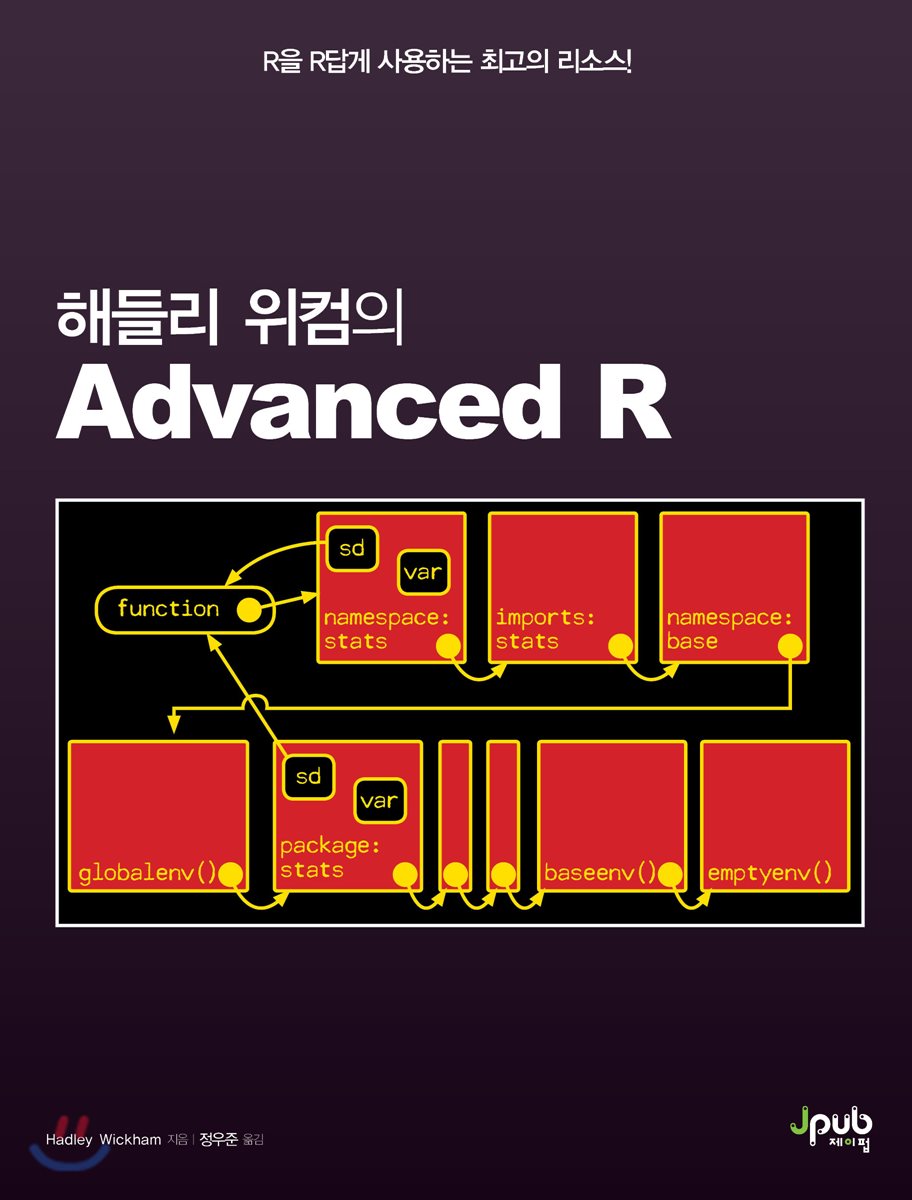 R을 R답게 사용하는 최고의 리소스!
해들리 위컴의
Advanced R
sd
var
function
namespace:
stats
imports:
stats
namespace:
base
sd
var
package:
stats
globalenv()
baseenv()
emptyenv()
Hadley Wickham 지음 | 정우준 옮김
Jpub
제이펍